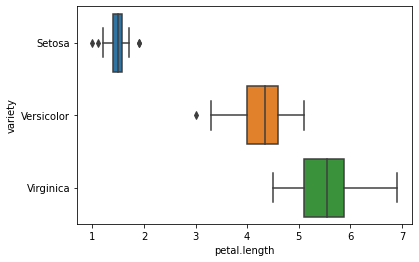 Setosa
Versicolor
Virginica
variety
1 2 3 4 5 6 7
petal.length